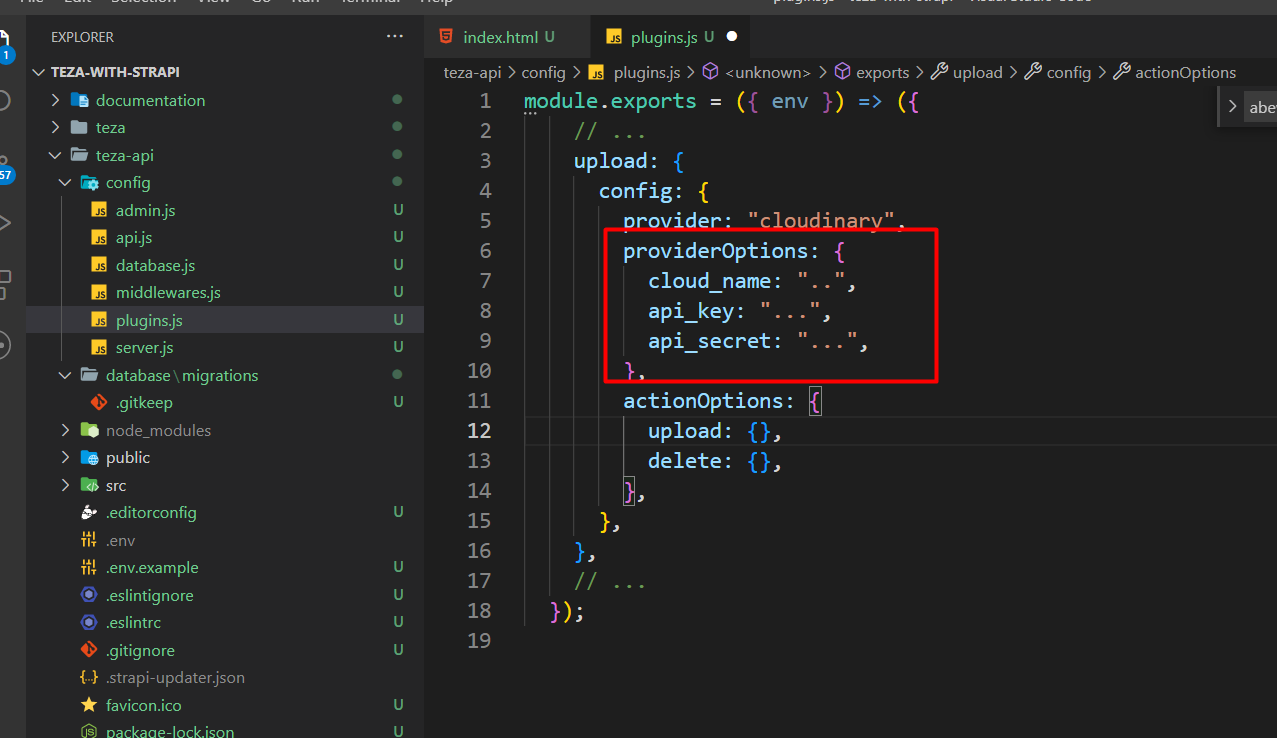 EXPLORER
index.html U
plugins.js U
1
TEZA-WITH-STRAPI
teza-api > config > plugins.js > <unknown> > exports > upload > config > actionOptions
documentation
teza
teza-api
57
config
admin.js U
api.js U
database.js U
middlewares.js U
plugins.js U
server.js U
database\migrations
.gitkeep U
node_modules
public
src
.editorconfig U
.env
.env.example U
.eslintignore U
.eslintrc U
.gitignore U
.strapi-updater.json
favicon.ico U
package-lock.json U
1 module.exports = ({ env }) => ({
2 // ...
3 upload: {
4 config: {
5 provider: "cloudinary",
6 providerOptions: {
7 cloud_name: "..",
8 api_key: "...",
9 api_secret: "...",
10 },
11 actionOptions: {
12 upload: {},
13 delete: {},
14 },
15 },
16 },
17 // ...
18 });
19